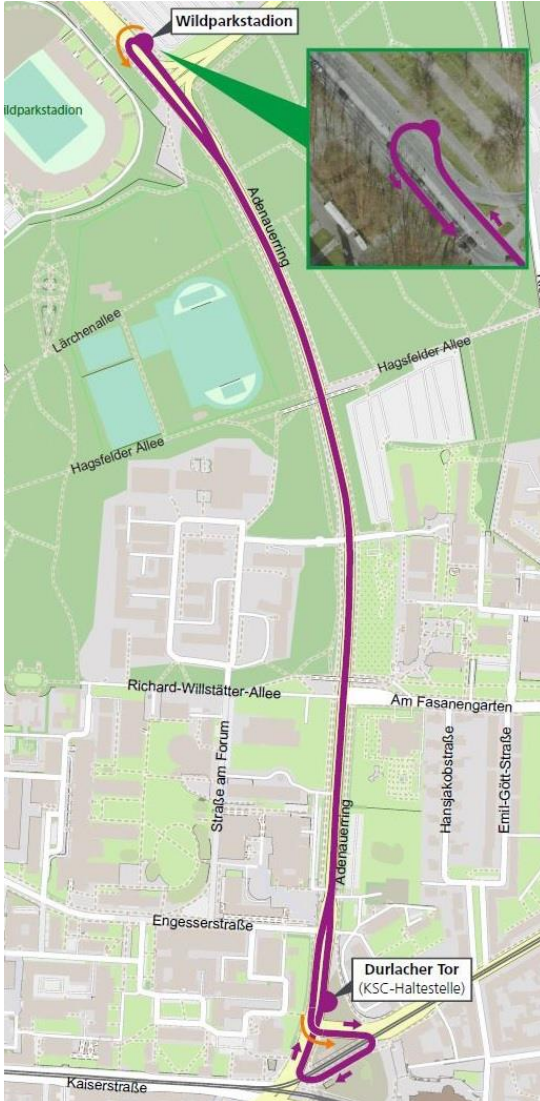 Wildparkstadion
ildparkstadion
Adenauerring
Lärchenallee
Hagsfelder Allee
Hagsfelder Allee
Richard-Willstätter-Allee
Am Fasanengarten
Straße am Forum
Hansjakobstraße
Emil-Gött-Straße
Adenauerring
Engesserstraße
Durlacher Tor
(KSC-Haltestelle)
Kaiserstraße